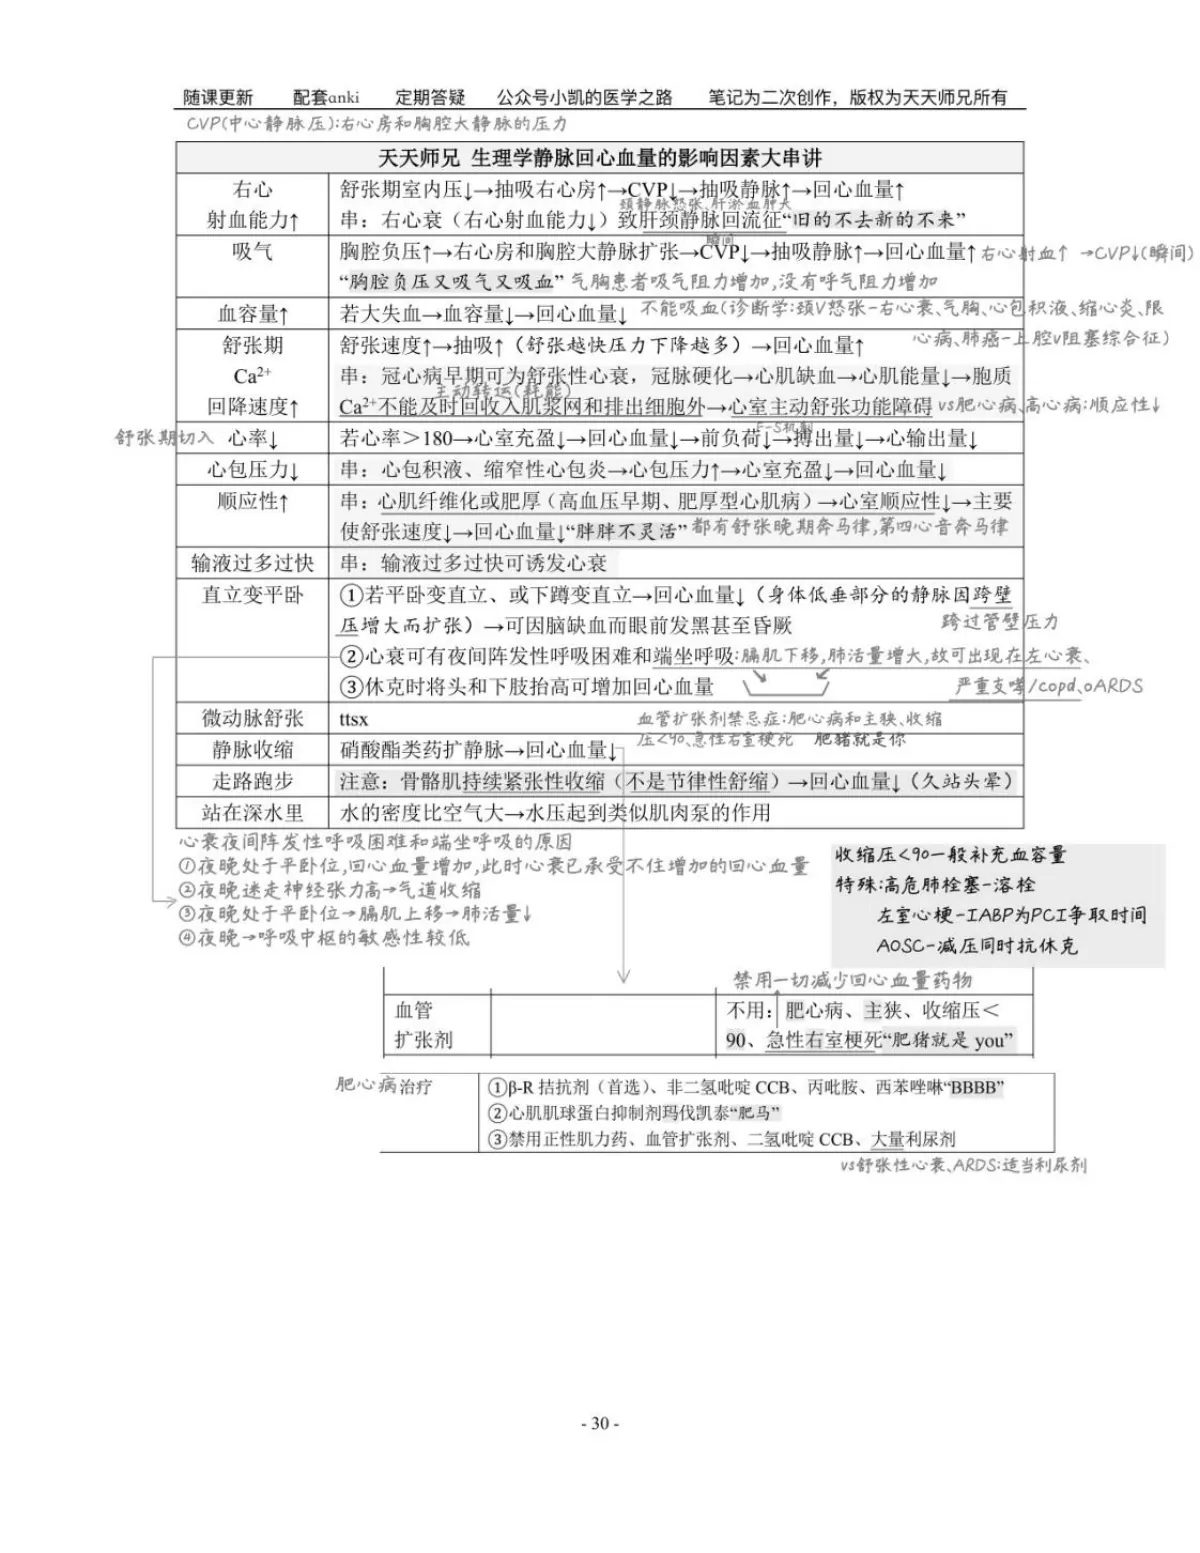 随课更新 配套anki 定期答疑 公众号小凯的医学之路 笔记为二次创作，版权为天天师兄所有
CVP(中心静脉压):右心房和胸腔大静脉的压力
天天师兄 生理学静脉回心血量的影响因素大串讲
右心 舒张期室内压↓→抽吸右心房↑→CVP↓→抽吸静脉↑→回心血量↑
颈静脉怒张、肝淤血肿大
射血能力↑ 串：右心衰（右心射血能力↓）致肝颈静脉回流征“旧的不去新的不来”
瞬间
吸气 胸腔负压↑→右心房和胸腔大静脉扩张→CVP↓→抽吸静脉↑→回心血量↑ 右心射血↑ →CVP↓(瞬间)
“胸腔负压又吸气又吸血” 气胸患者吸气阻力增加,没有呼气阻力增加
血容量↑ 若大失血→血容量↓→回心血量↓ 不能吸血(诊断学:颈V怒张-右心衰、气胸、心包积液、缩心炎、限
舒张期 舒张速度↑→抽吸↑（舒张越快压力下降越多）→回心血量↑ 心病、肺癌-上腔v阻塞综合征)
Ca²⁺ 串：冠心病早期可为舒张性心衰，冠脉硬化→心肌缺血→心肌能量↓→胞质
主动转运(耗能)
回降速度↑ Ca²⁺不能及时回收入肌浆网和排出细胞外→心室主动舒张功能障碍 vs肥心病、高心病:顺应性↓
F-S机制
舒张期切入 心率↓ 若心率＞180→心室充盈↓→回心血量↓→前负荷↓→搏出量↓→心输出量↓
心包压力↓ 串：心包积液、缩窄性心包炎→心包压力↑→心室充盈↓→回心血量↓
顺应性↑ 串：心肌纤维化或肥厚（高血压早期、肥厚型心肌病）→心室顺应性↓→主要
使舒张速度↓→回心血量↓“胖胖不灵活” 都有舒张晚期奔马律,第四心音奔马律
输液过多过快 串：输液过多过快可诱发心衰
直立变平卧 ①若平卧变直立、或下蹲变直立→回心血量↓（身体低垂部分的静脉因跨壁
压增大而扩张）→可因脑缺血而眼前发黑甚至昏厥 跨过管壁压力
②心衰可有夜间阵发性呼吸困难和端坐呼吸:膈肌下移,肺活量增大,故可出现在左心衰、
③休克时将头和下肢抬高可增加回心血量 严重支哮/copd、oARDS
微动脉舒张 ttsx 血管扩张剂禁忌症:肥心病和主狭、收缩
压<90、急性右室梗死 肥猪就是你
静脉收缩 硝酸酯类药扩静脉→回心血量↓
走路跑步 注意：骨骼肌持续紧张性收缩（不是节律性舒缩）→回心血量↓（久站头晕）
站在深水里 水的密度比空气大→水压起到类似肌肉泵的作用
心衰夜间阵发性呼吸困难和端坐呼吸的原因
①夜晚处于平卧位,回心血量增加,此时心衰已承受不住增加的回心血量
②夜晚迷走神经张力高→气道收缩
③夜晚处于平卧位→膈肌上移→肺活量↓
④夜晚→呼吸中枢的敏感性较低
收缩压<90一般补充血容量
特殊:高危肺栓塞-溶栓
左室心梗-IABP为PCI争取时间
AOSC-减压同时抗休克
禁用一切减少回心血量药物
血管 不用：肥心病、主狭、收缩压＜
扩张剂 90、急性右室梗死“肥猪就是 you”
肥心病治疗 ①β-R 拮抗剂（首选）、非二氢吡啶 CCB、丙吡胺、西苯唑啉“BBBB”
②心肌肌球蛋白抑制剂玛伐凯泰“肥马”
③禁用正性肌力药、血管扩张剂、二氢吡啶 CCB、大量利尿剂
vs舒张性心衰、ARDS:适当利尿剂
- 30 -